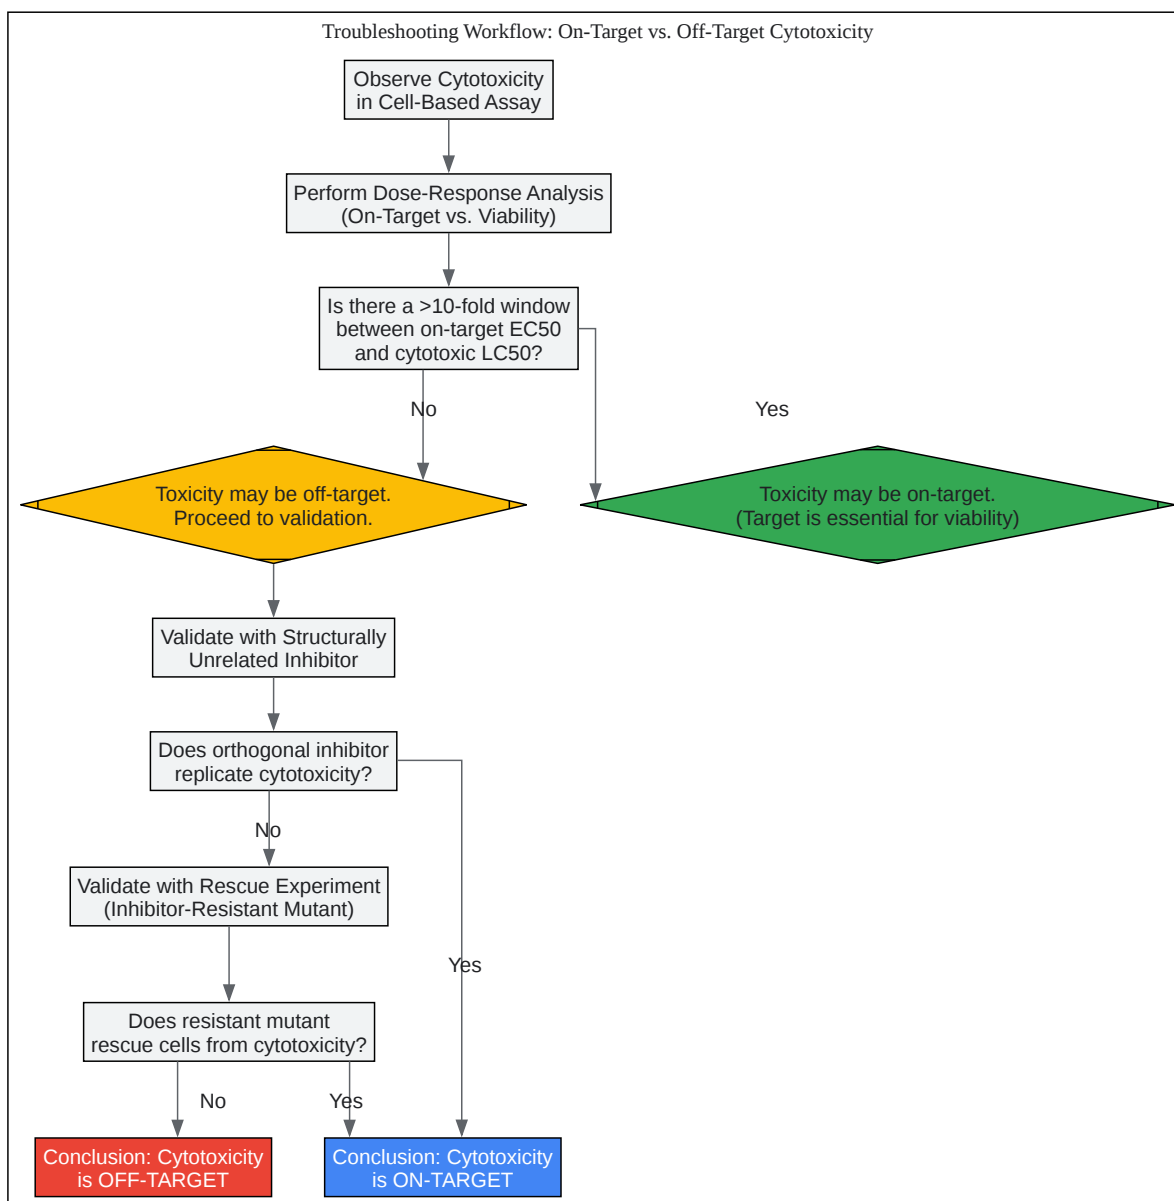 Troubleshooting Workflow: On-Target vs. Off-Target Cytotoxicity
Observe Cytotoxicity
in Cell-Based Assay
Perform Dose-Response Analysis
(On-Target vs. Viability)
Is there a >10-fold window
between on-target EC50
and cytotoxic LC50?
No
Yes
Toxicity may be off-target.
Proceed to validation.
Toxicity may be on-target.
(Target is essential for viability)
Validate with Structurally
Unrelated Inhibitor
Does orthogonal inhibitor
replicate cytotoxicity?
No
Validate with Rescue Experiment
(Inhibitor-Resistant Mutant)
Yes
Does resistant mutant
rescue cells from cytotoxicity?
No
Yes
Conclusion: Cytotoxicity
is OFF-TARGET
Conclusion: Cytotoxicity
is ON-TARGET